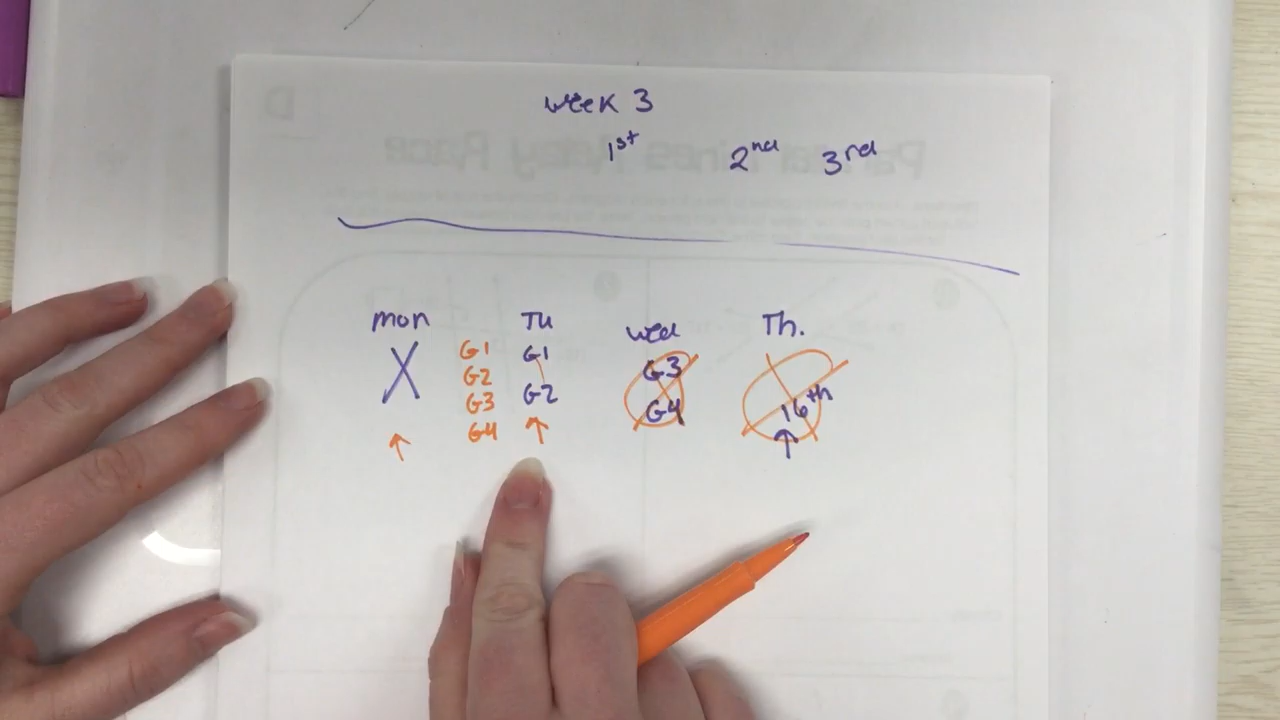 week 3
1st 2nd 3rd
mon Tu wed Th.
X G1 G1 G3
G2 G2 G4 16th
G3
G4